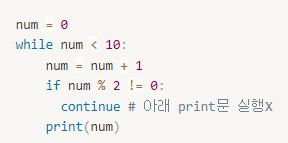 num = 0
while num < 10:
    num = num + 1
    if num % 2 != 0:
      continue # 아래 print문 실행X
    print(num)